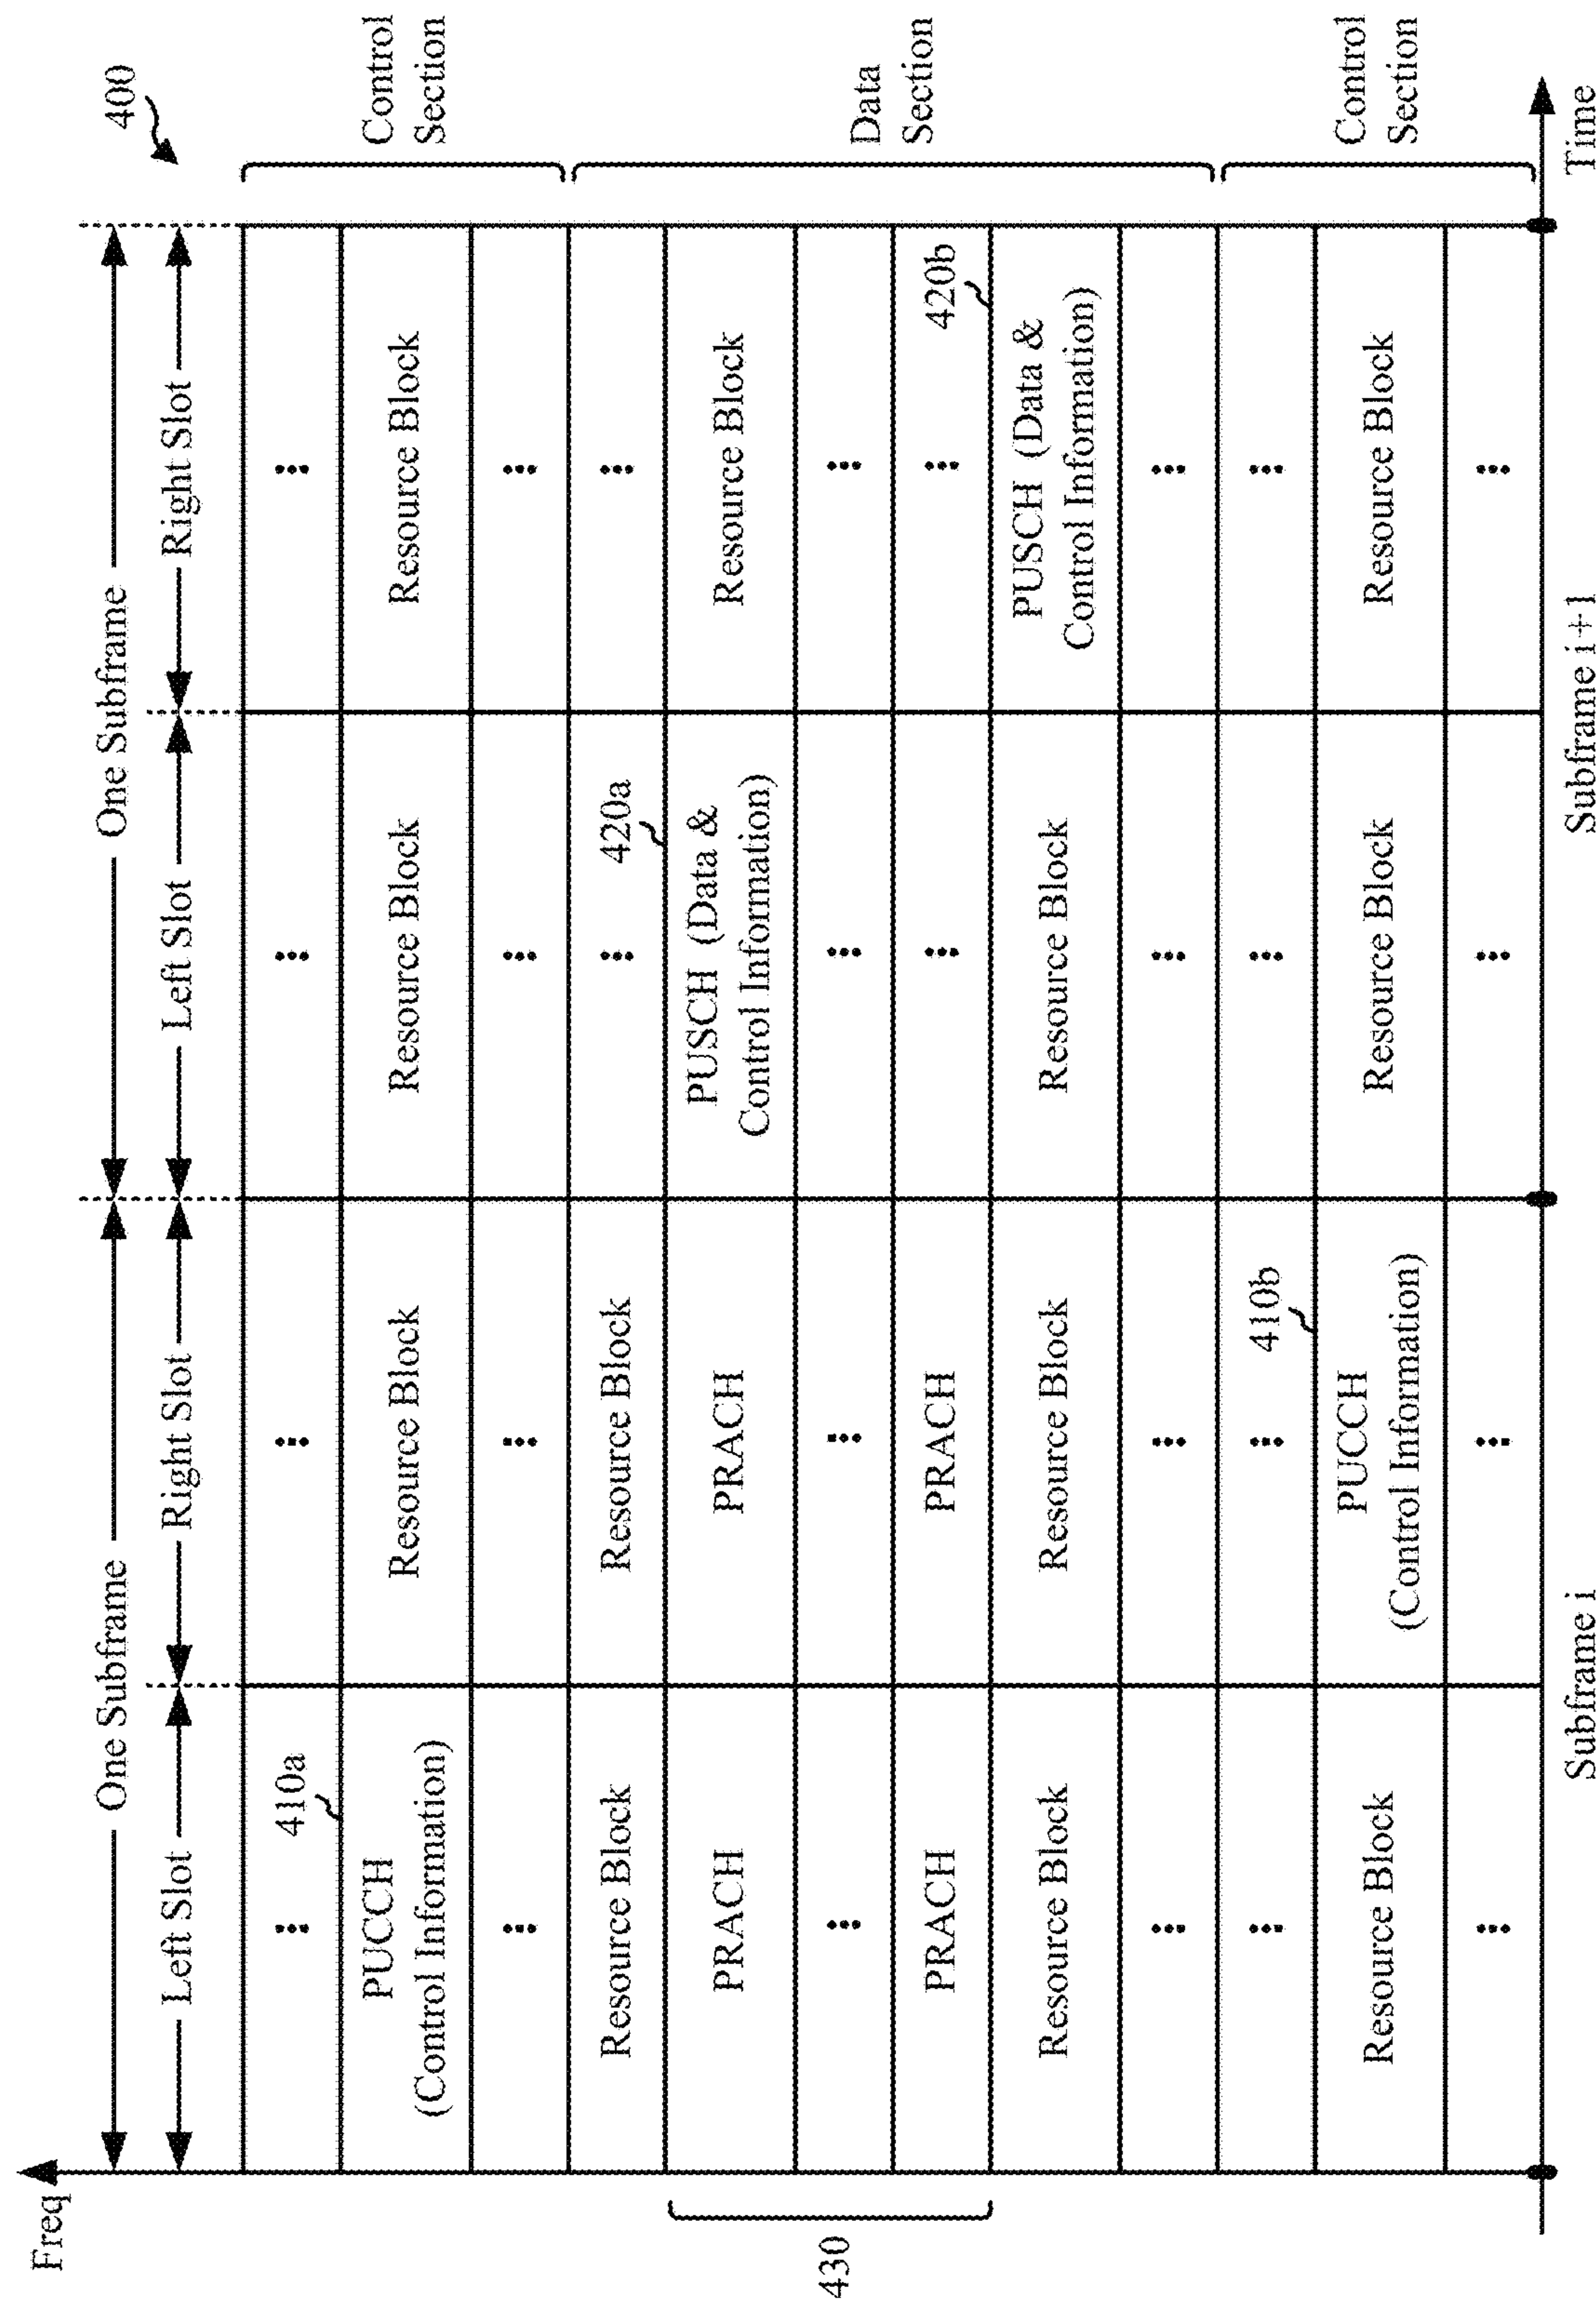 400
Freq
One Subframe
One Subframe
Left Slot
Right Slot
Left Slot
Right Slot
410a
PUCCH
(Control Information)
Resource Block
Resource Block
Resource Block
Control
Section
Resource Block
Resource Block
420a
430
PRACH
PRACH
PUSCH (Data &
Control Information)
Resource Block
Data
Section
PRACH
PRACH
420b
Resource Block
Resource Block
Resource Block
PUSCH (Data &
Control Information)
410b
Resource Block
PUCCH
(Control Information)
Resource Block
Resource Block
Control
Section
Subframe i
Subframe i+1
Time